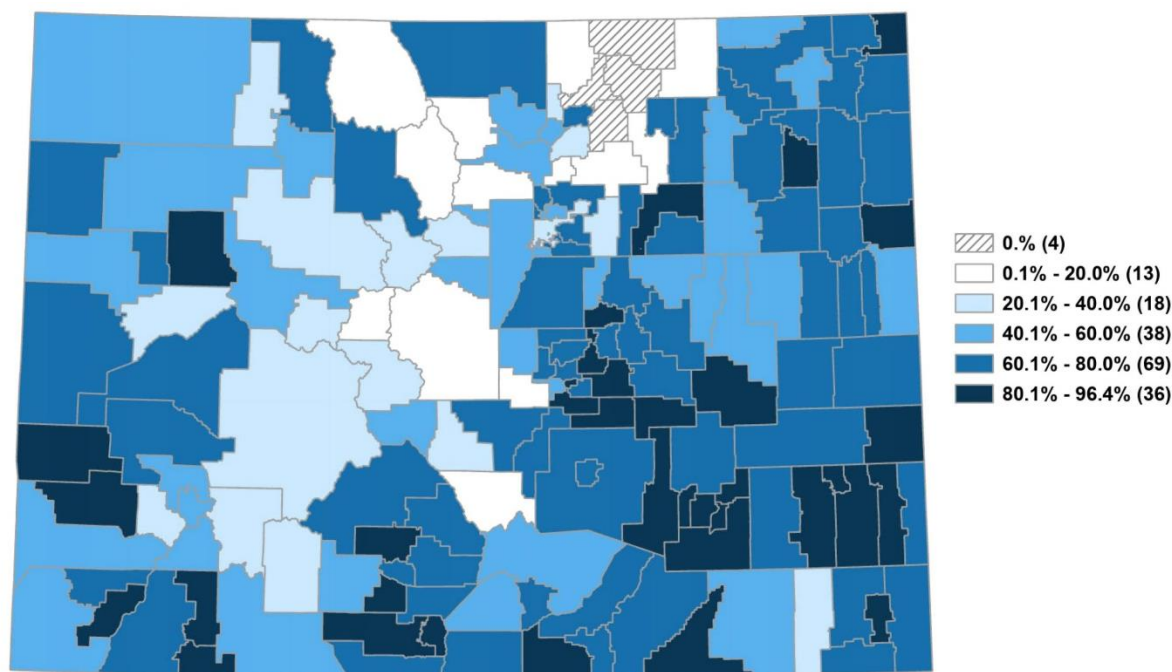 0.% (4)
0.1% - 20.0% (13)
20.1% - 40.0% (18)
40.1% - 60.0% (38)
60.1% - 80.0% (69)
80.1% - 96.4% (36)